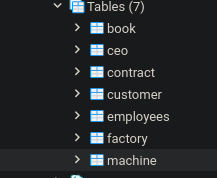 Tables (7)
book
ceo
contract
customer
employees
factory
machine